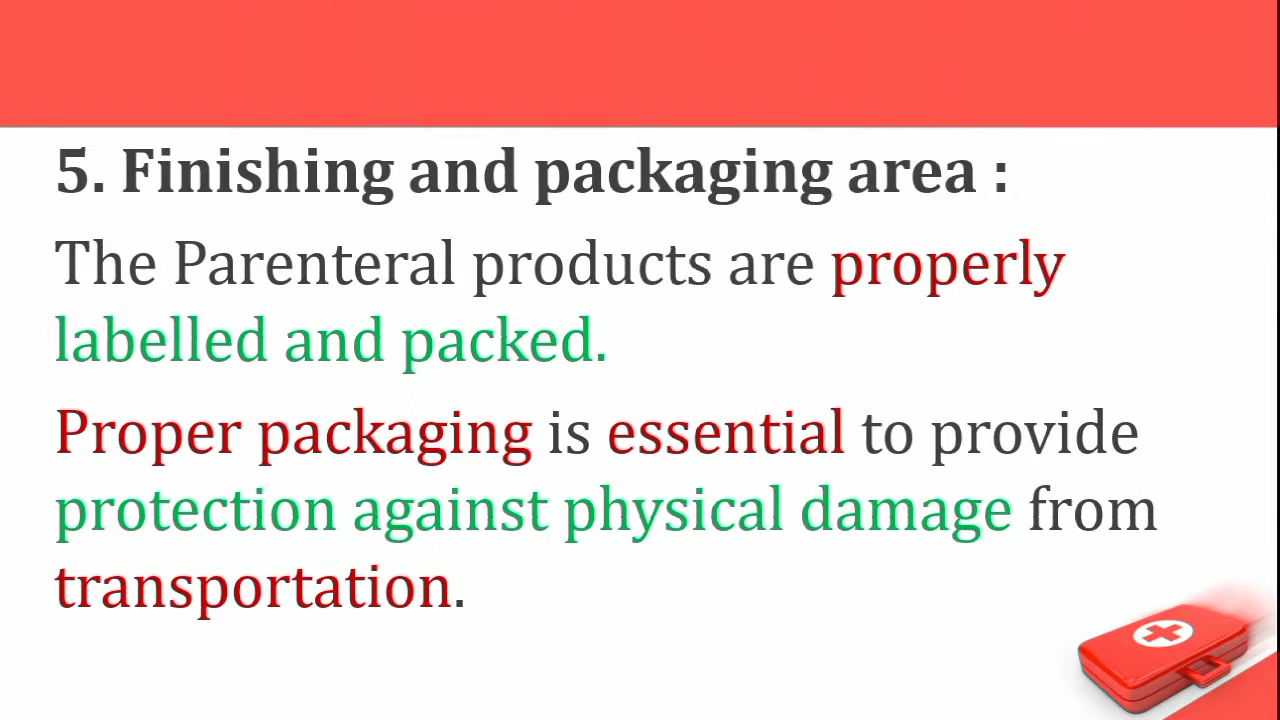 5. Finishing and packaging area :
The Parenteral products are properly
labelled and packed.
Proper packaging is essential to provide
protection against physical damage from
transportation.